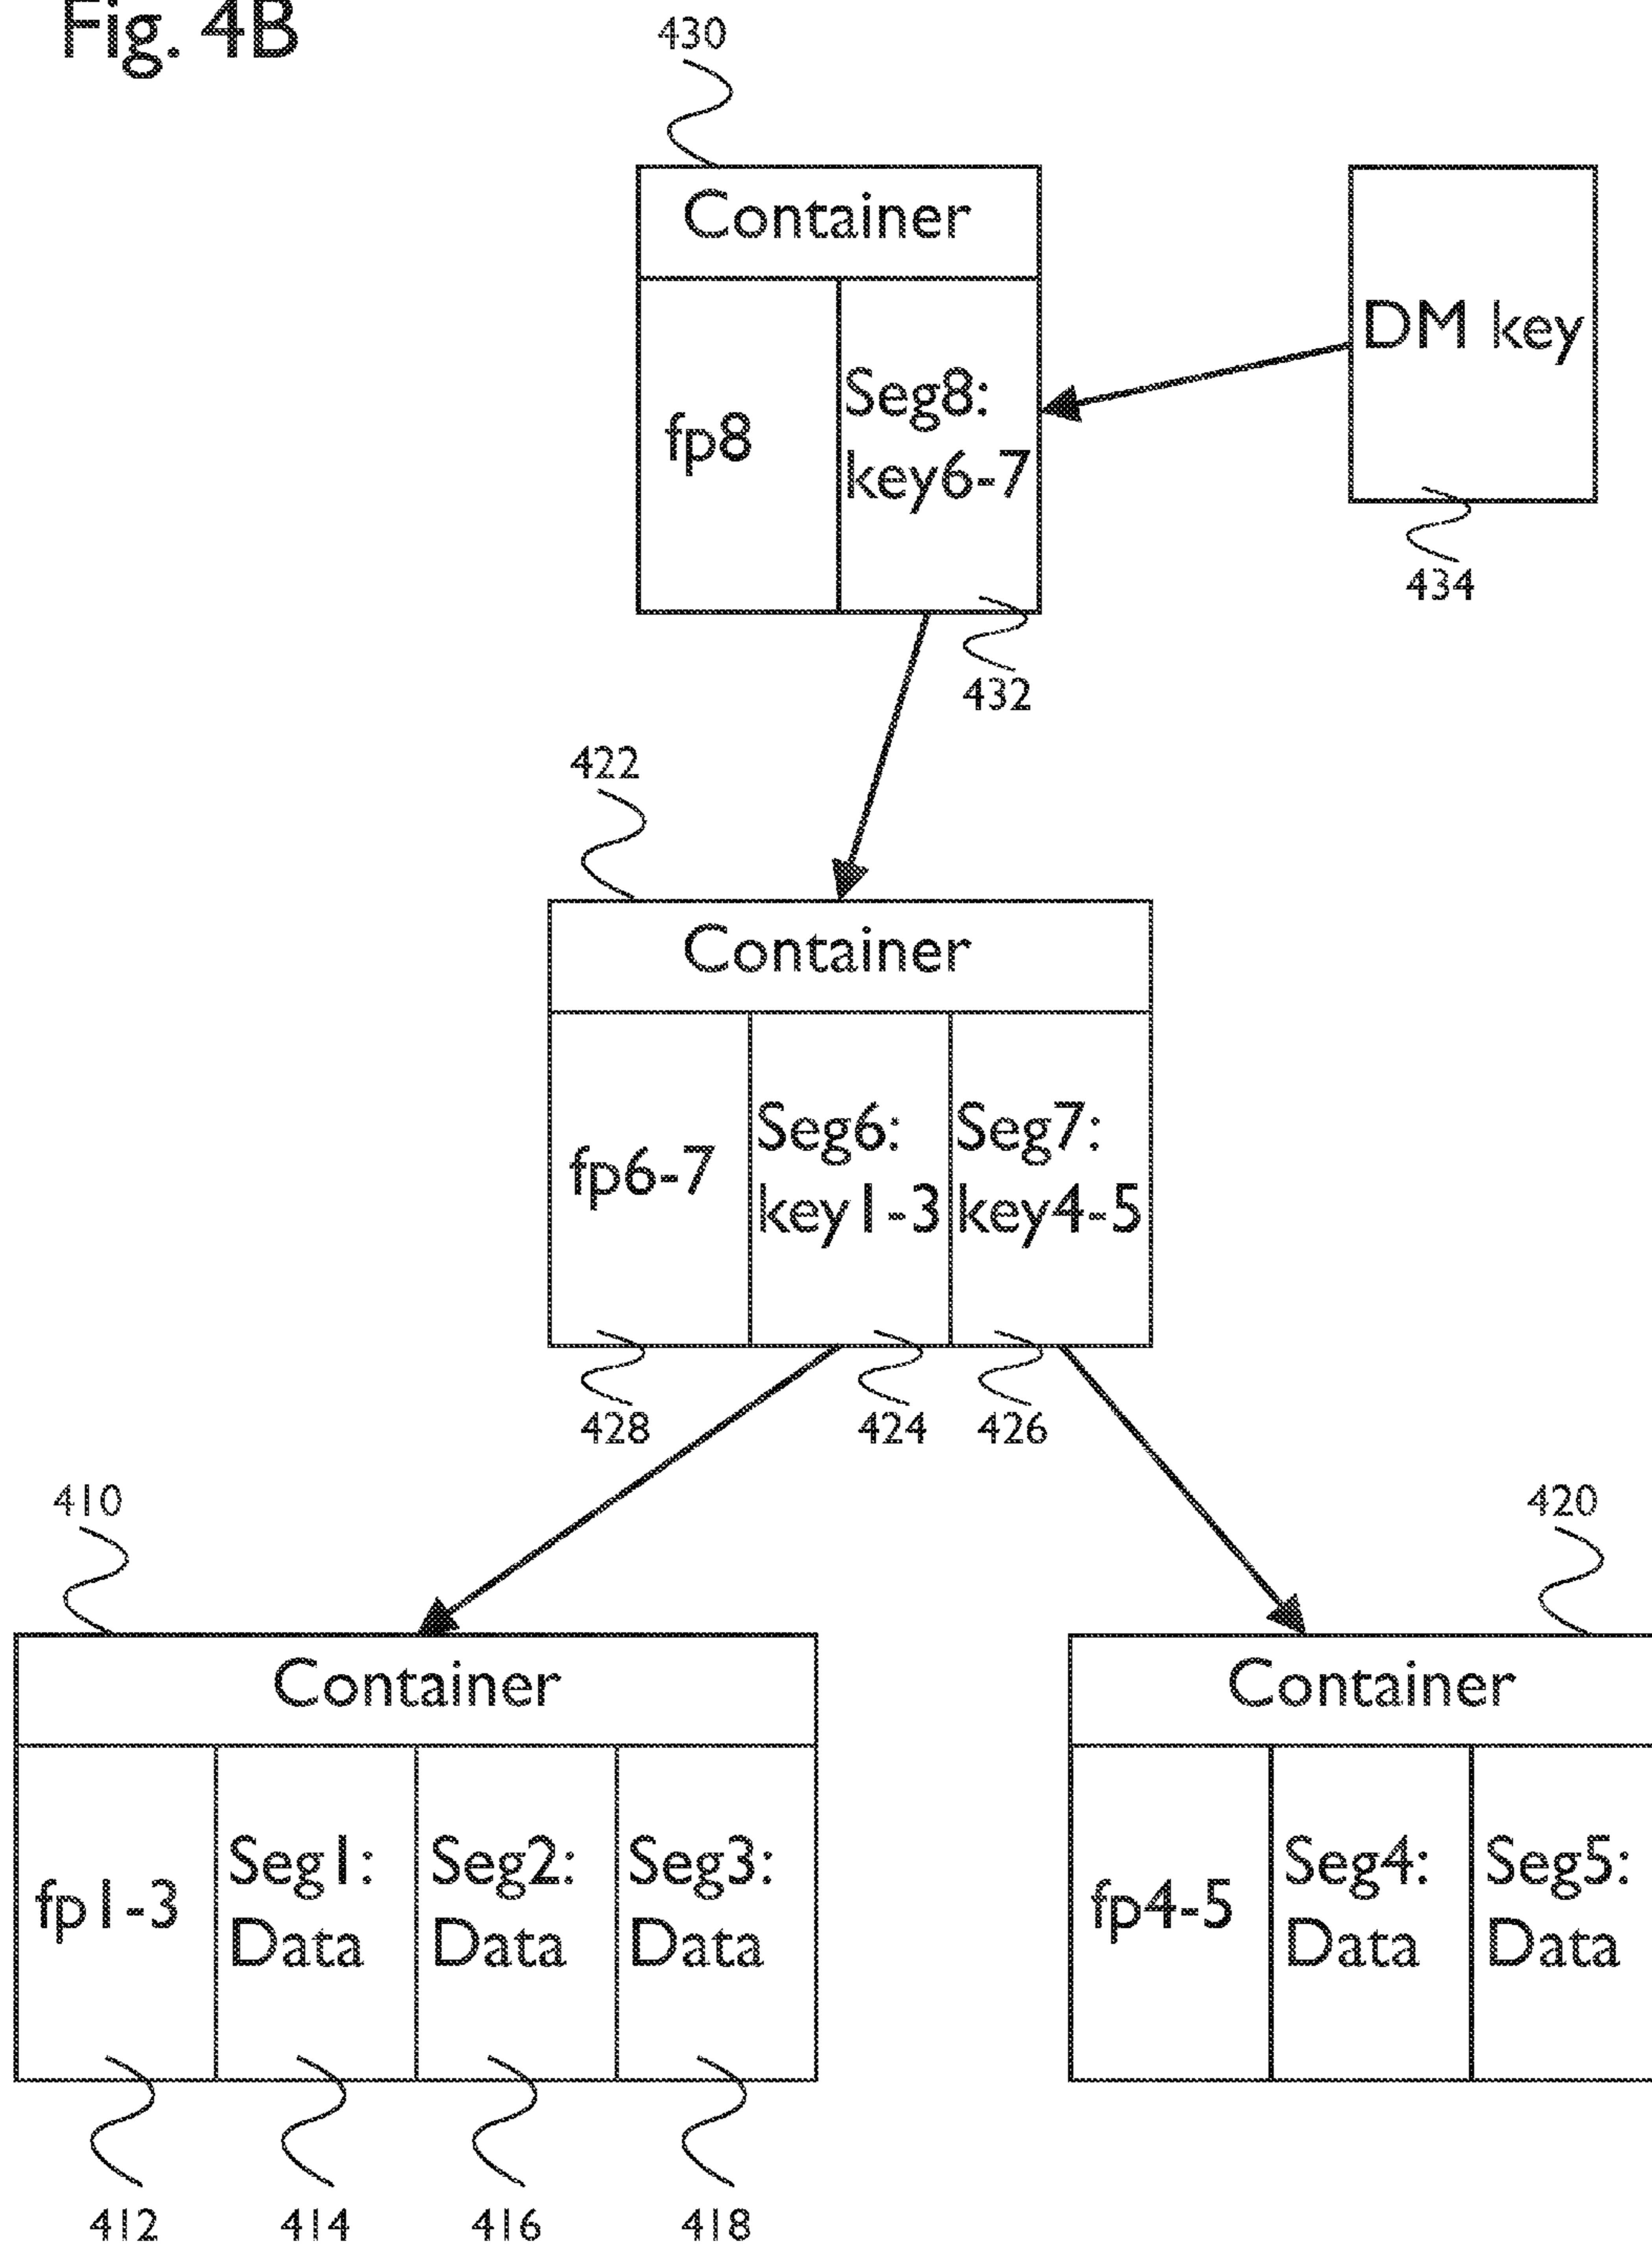 Fig. 4B
430
Container
fp8
Seg8:
key6-7
DM key
434
432
422
Container
fp6-7
Seg6:
key1-3
Seg7:
key4-5
428
424
426
410
420
Container
fp1-3
Seg1:
Data
Seg2:
Data
Seg3:
Data
Container
fp4-5
Seg4:
Data
Seg5:
Data
412
414
416
418